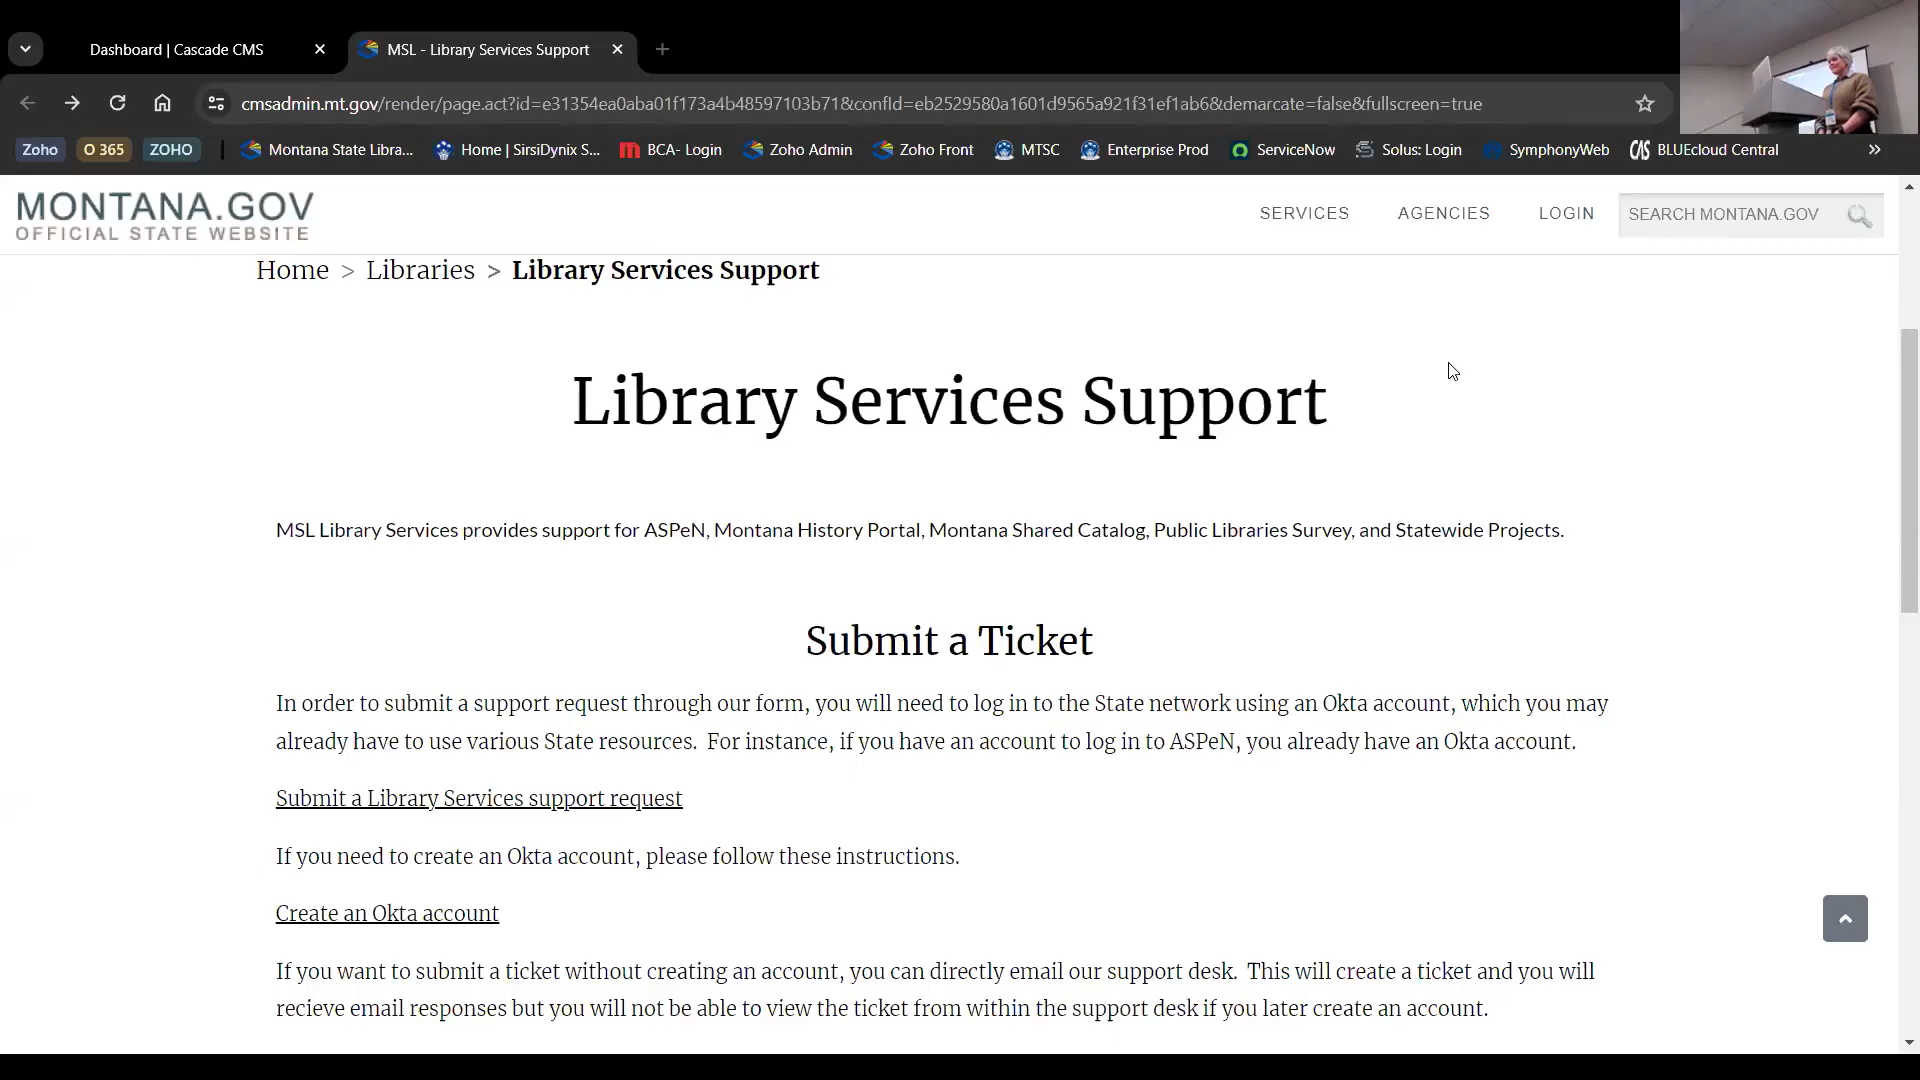 Dashboard | Cascade CMS
MSL - Library Services Support
cmsadmin.mt.gov/render/page.act?id=e31354ea0aba01f173a4b48597103b71&confId=eb2529580a1601d9565a921f31ef1ab6&demarcate=false&fullscreen=true
Zoho O 365 ZOHO Montana State Libra... Home | SirsiDynix S... BCA- Login Zoho Admin Zoho Front MTSC Enterprise Prod ServiceNow Solus: Login SymphonyWeb CAS BLUEcloud Central
MONTANA.GOV
OFFICIAL STATE WEBSITE
SERVICES AGENCIES LOGIN SEARCH MONTANA.GOV
Home > Libraries > Library Services Support
Library Services Support
MSL Library Services provides support for ASPeN, Montana History Portal, Montana Shared Catalog, Public Libraries Survey, and Statewide Projects.
Submit a Ticket
In order to submit a support request through our form, you will need to log in to the State network using an Okta account, which you may
already have to use various State resources.  For instance, if you have an account to log in to ASPeN, you already have an Okta account.
Submit a Library Services support request
If you need to create an Okta account, please follow these instructions.
Create an Okta account
If you want to submit a ticket without creating an account, you can directly email our support desk.  This will create a ticket and you will
recieve email responses but you will not be able to view the ticket from within the support desk if you later create an account.